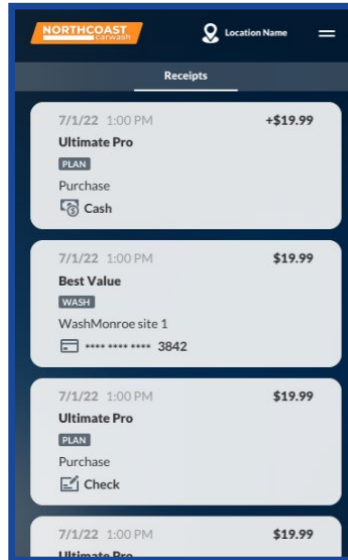 NORTHCOAST
carwash
Location Name
Receipts
7/1/22 1:00 PM +$19.99
Ultimate Pro
PLAN
Purchase
Cash
7/1/22 1:00 PM $19.99
Best Value
WASH
WashMonroe site 1
**** **** **** 3842
7/1/22 1:00 PM $19.99
Ultimate Pro
PLAN
Purchase
Check
7/1/22 1:00 PM $19.99
Ultimate Pro